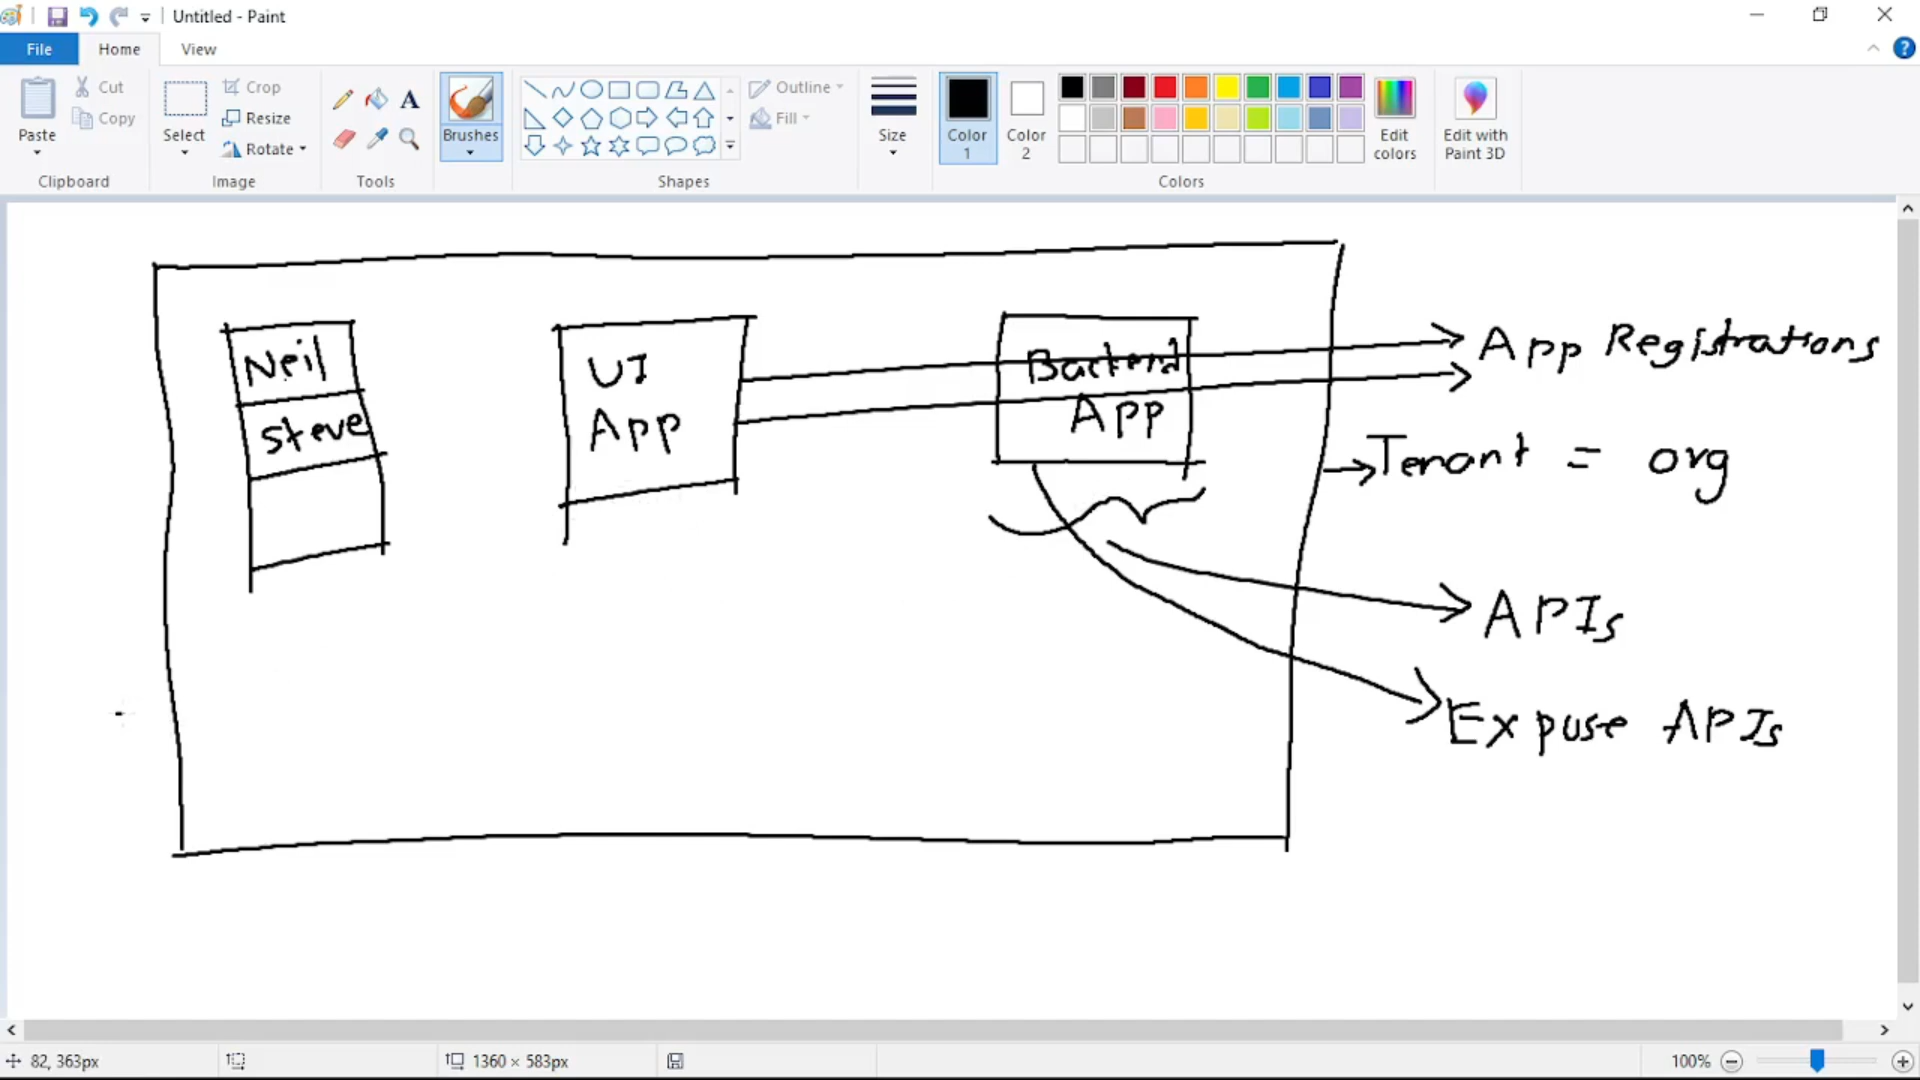 Untitled - Paint
File Home View
Paste
Cut
Copy
Clipboard
Select
Crop
Resize
Rotate
Image
A
Tools
Brushes
Shapes
Outline
Fill
Size
Color 1
Color 2
Colors
Edit colors
Edit with Paint 3D
Neil
Steve
UI
App
Backend
App
App Registrations
Tenant = org
APIs
Expose APIs
82, 363px
1360 × 583px
100%